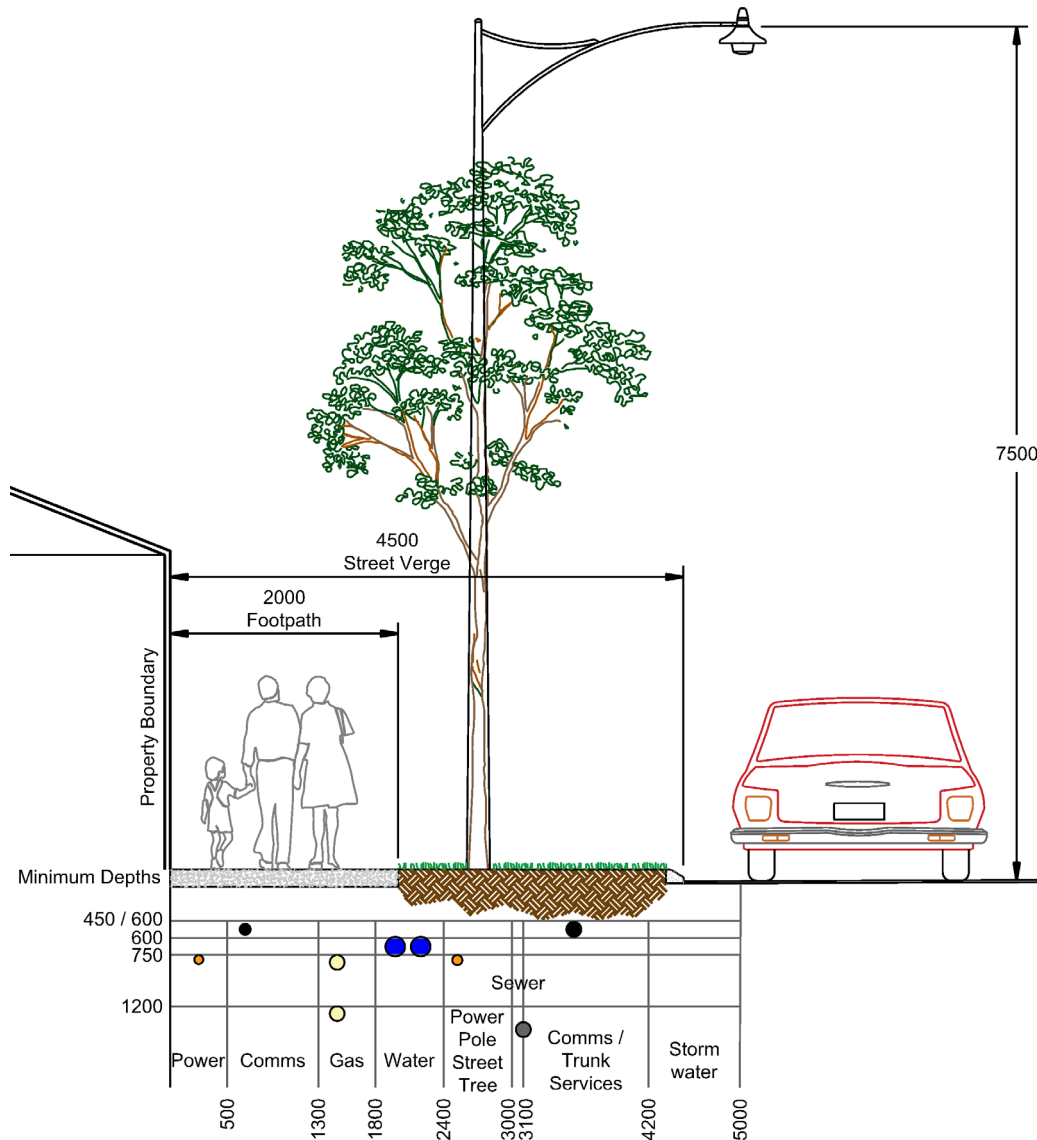 7500
4500
Street Verge
2000
Footpath
Property Boundary
Minimum Depths
450 / 600
600
750
Sewer
1200
Power
Comms
Gas
Water
Power
Pole
Street
Tree
Comms /
Trunk
Services
Storm
water
500
1300
1800
2400
3000
3100
4200
5000